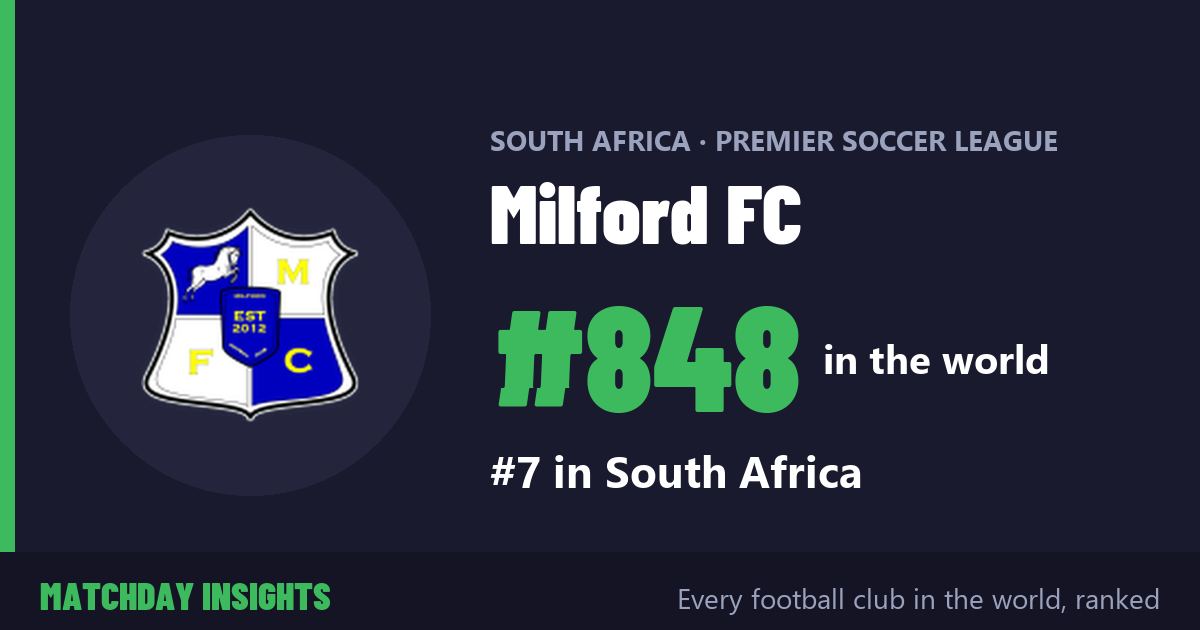 SOUTH AFRICA · PREMIER SOCCER LEAGUE
Milford FC
#848 in the world
#7 in South Africa
M
EST
2012
F
C
MATCHDAY INSIGHTS
Every football club in the world, ranked